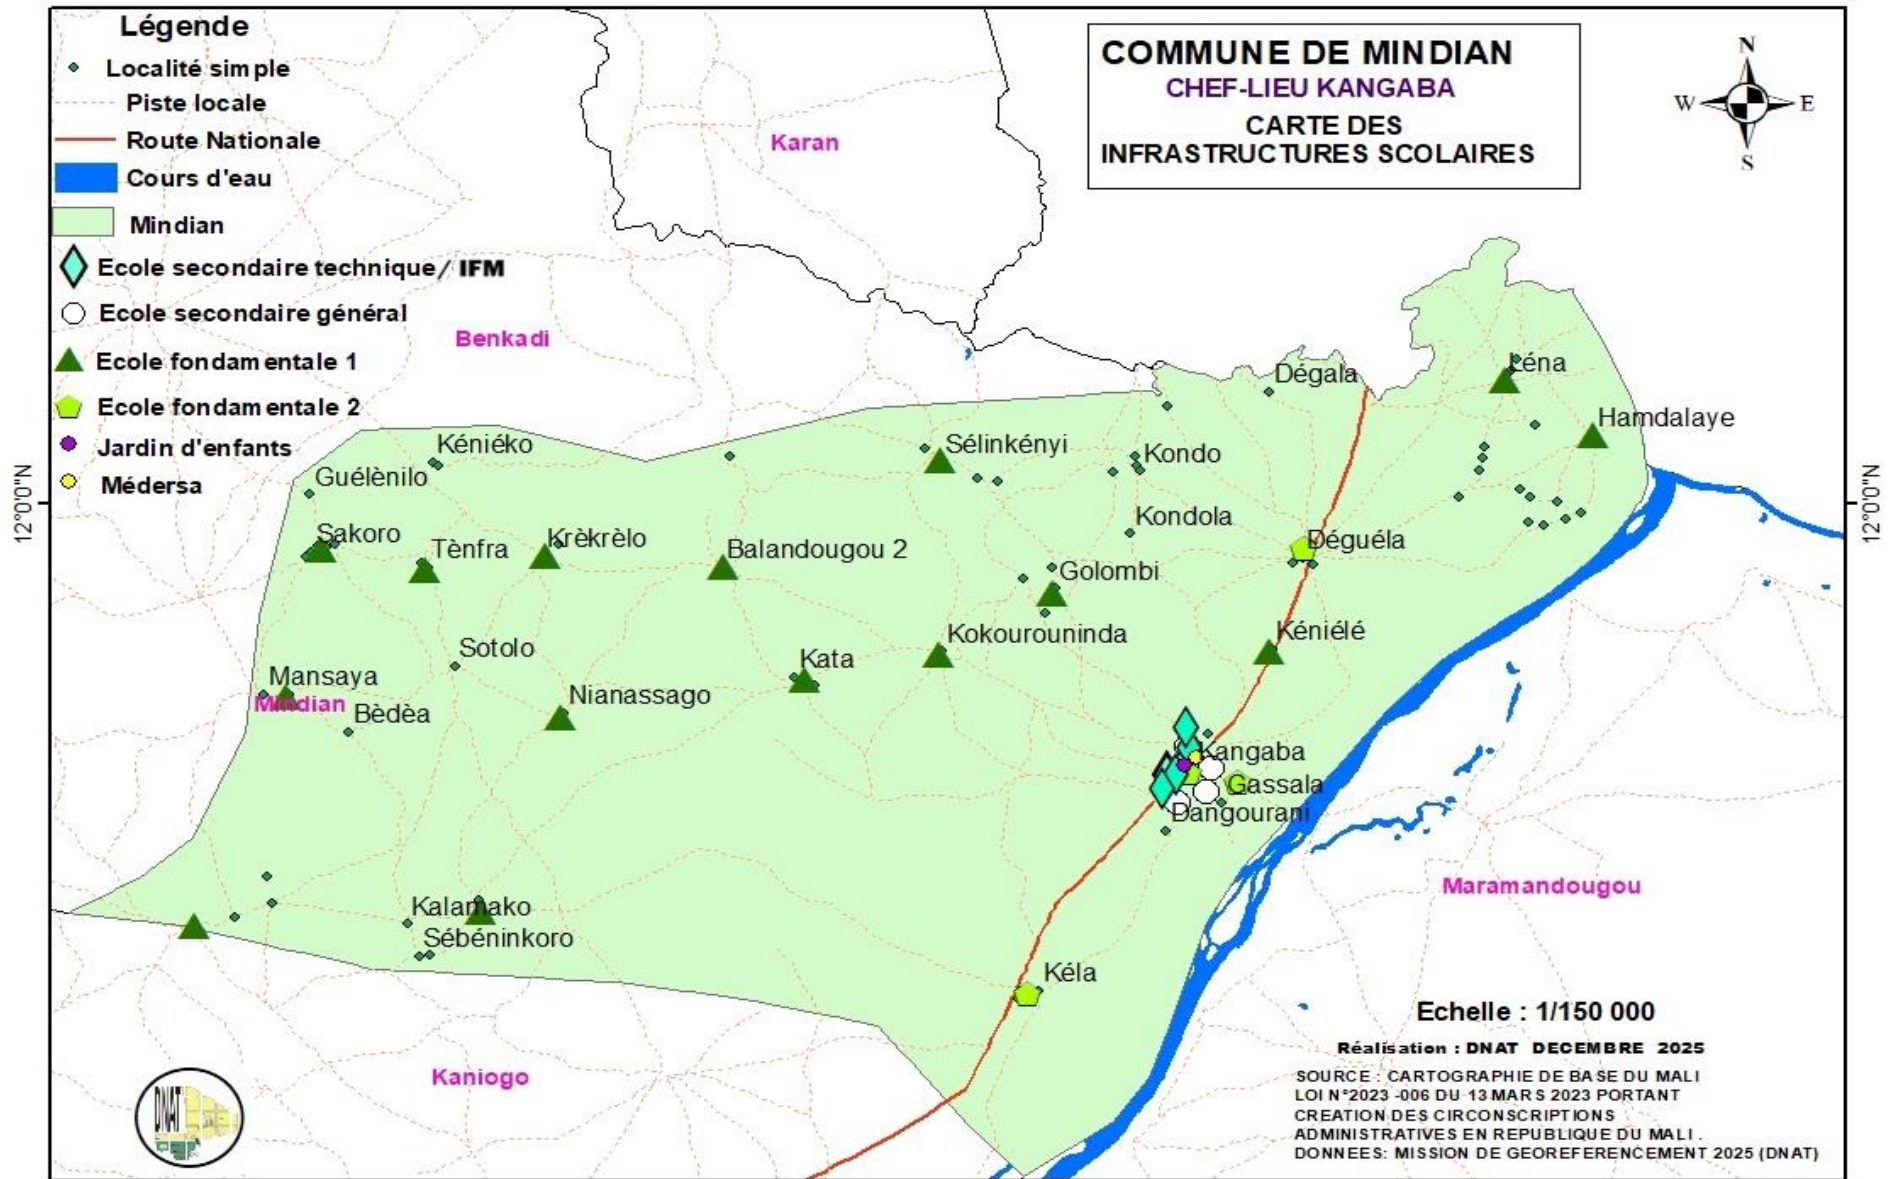 Légende
Localité simple
Piste locale
Route Nationale
Cours d'eau
Mindian
Ecole secondaire technique/ IFM
Ecole secondaire général
Ecole fondamentale 1
Ecole fondamentale 2
Jardin d'enfants
Médersa
COMMUNE DE MINDIAN
CHEF-LIEU KANGABA
CARTE DES
INFRASTRUCTURES SCOLAIRES
N
W
E
S
Karan
Benkadi
Léna
Dégala
Hamdalaye
Kéniéko
Sélinkényi
Kondo
Guélènilo
12°0'0"N
12°0'0"N
Kondola
Sakoro
Tènfra
Krèkrèlo
Balandougou 2
Déguéla
Golombi
Kokourouninda
Kéniélé
Sotolo
Kata
Mansaya
Mindian
Nianassago
Bèdèa
Kangaba
Gassala
Dangourani
Maramandougou
Kalamako
Sébéninkoro
Kéla
Kaniogo
DNAT
Echelle : 1/150 000
Réalisation : DNAT DECEMBRE 2025
SOURCE : CARTOGRAPHIE DE BASE DU MALI
LOI N°2023 -006 DU 13 MARS 2023 PORTANT
CREATION DES CIRCONSCRIPTIONS
ADMINISTRATIVES EN REPUBLIQUE DU MALI .
DONNEES: MISSION DE GEOREFERENCEMENT 2025 (DNAT)